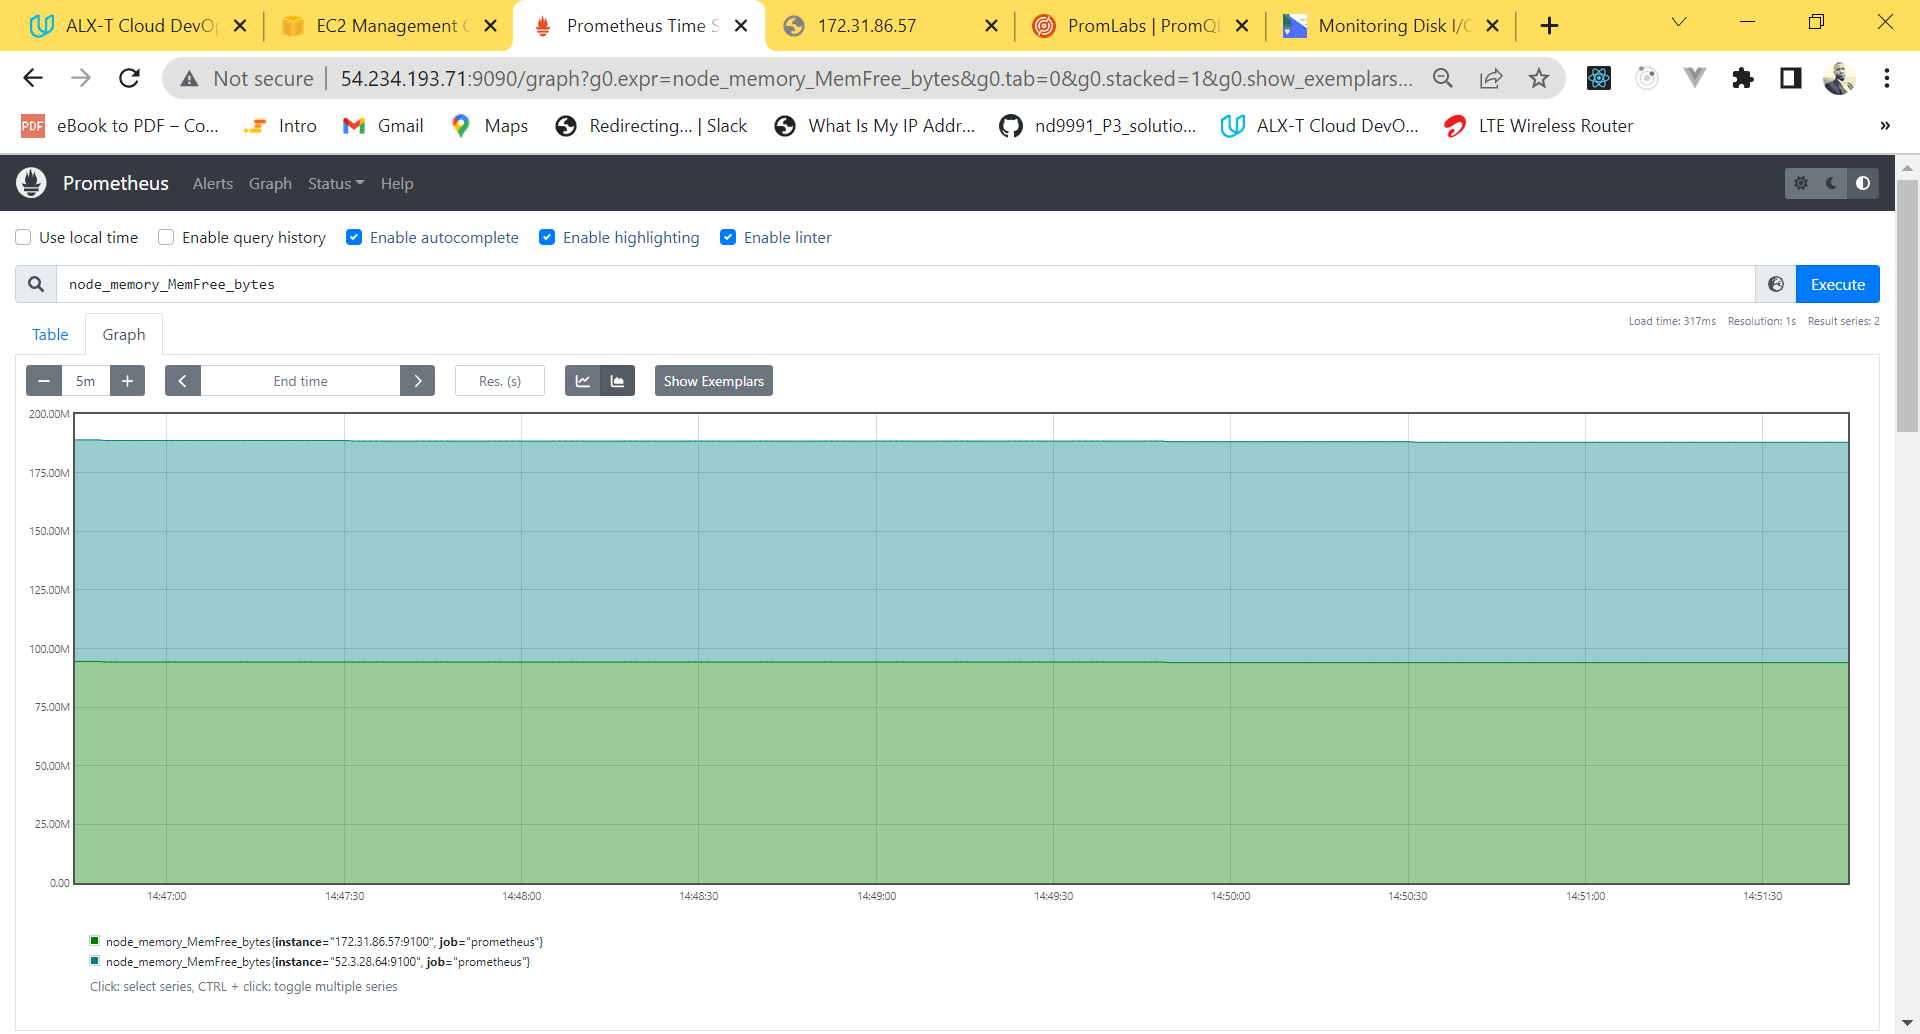 ALX-T Cloud DevOp
EC2 Management C
Prometheus Time S
172.31.86.57
PromLabs | PromQL
Monitoring Disk I/O
Not secure
54.234.193.71:9090/graph?g0.expr=node_memory_MemFree_bytes&g0.tab=0&g0.stacked=1&g0.show_exemplars...
PDF eBook to PDF – Co...
Intro
Gmail
Maps
Redirecting... | Slack
What Is My IP Addr...
nd9991_P3_solutio...
ALX-T Cloud DevO...
LTE Wireless Router
»
Prometheus Alerts Graph Status Help
Use local time Enable query history Enable autocomplete Enable highlighting Enable linter
node_memory_MemFree_bytes
Execute
Table Graph
Load time: 317ms Resolution: 1s Result series: 2
5m
End time
Res. (s)
Show Exemplars
200.00M
175.00M
150.00M
125.00M
100.00M
75.00M
50.00M
25.00M
0.00
14:47:00 14:47:30 14:48:00 14:48:30 14:49:00 14:49:30 14:50:00 14:50:30 14:51:00 14:51:30
node_memory_MemFree_bytes{instance="172.31.86.57:9100", job="prometheus"}
node_memory_MemFree_bytes{instance="52.3.28.64:9100", job="prometheus"}
Click: select series, CTRL + click: toggle multiple series